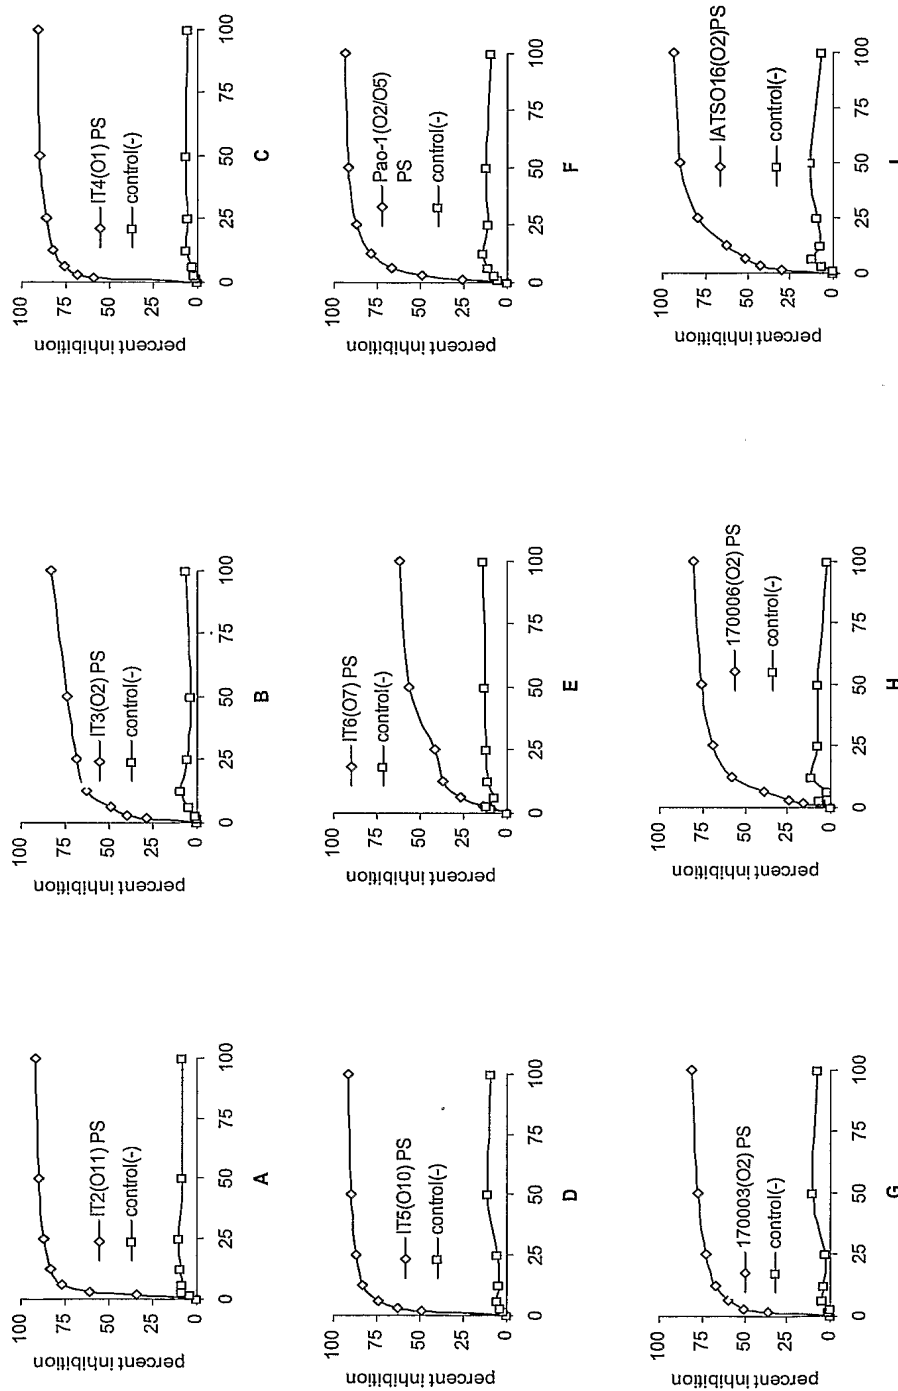 percent inhibition
100
75
50
25
0
IT2(O11) PS
control(-)
0
25
50
75
100
A
percent inhibition
100
75
50
25
0
IT3(O2) PS
control(-)
0
25
50
75
100
B
percent inhibition
100
75
50
25
0
IT4(O1) PS
control(-)
0
25
50
75
100
C
percent inhibition
100
75
50
25
0
IT5(O10) PS
control(-)
0
25
50
75
100
D
percent inhibition
100
75
50
25
0
IT6(O7) PS
control(-)
0
25
50
75
100
E
percent inhibition
100
75
50
25
0
Pao-1(O2/O5)
PS
control(-)
0
25
50
75
100
F
percent inhibition
100
75
50
25
0
170003(O2) PS
control(-)
0
25
50
75
100
G
percent inhibition
100
75
50
25
0
170006(O2) PS
control(-)
0
25
50
75
100
H
percent inhibition
100
75
50
25
0
IATSO16(O2)PS
control(-)
0
25
50
75
100
I